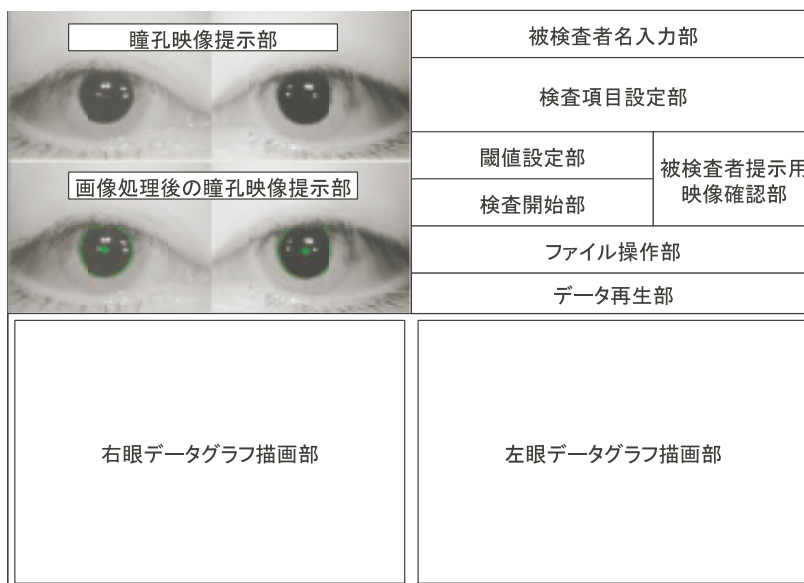 瞳孔映像提示部
画像処理後の瞳孔映像提示部
被検査者名入力部
検査項目設定部
閾値設定部
検査開始部
被検査者提示用
映像確認部
ファイル操作部
データ再生部
右眼データグラフ描画部
左眼データグラフ描画部